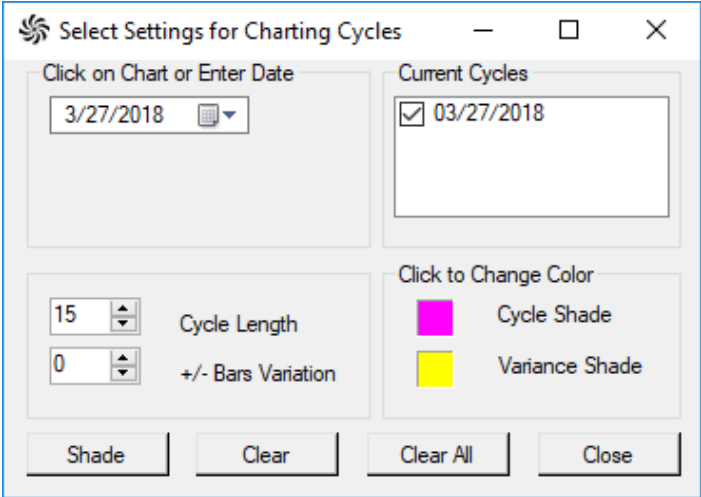 Select Settings for Charting Cycles
Click on Chart or Enter Date
3/27/2018
Current Cycles
03/27/2018
15
Cycle Length
0
+/- Bars Variation
Click to Change Color
Cycle Shade
Variance Shade
Shade
Clear
Clear All
Close